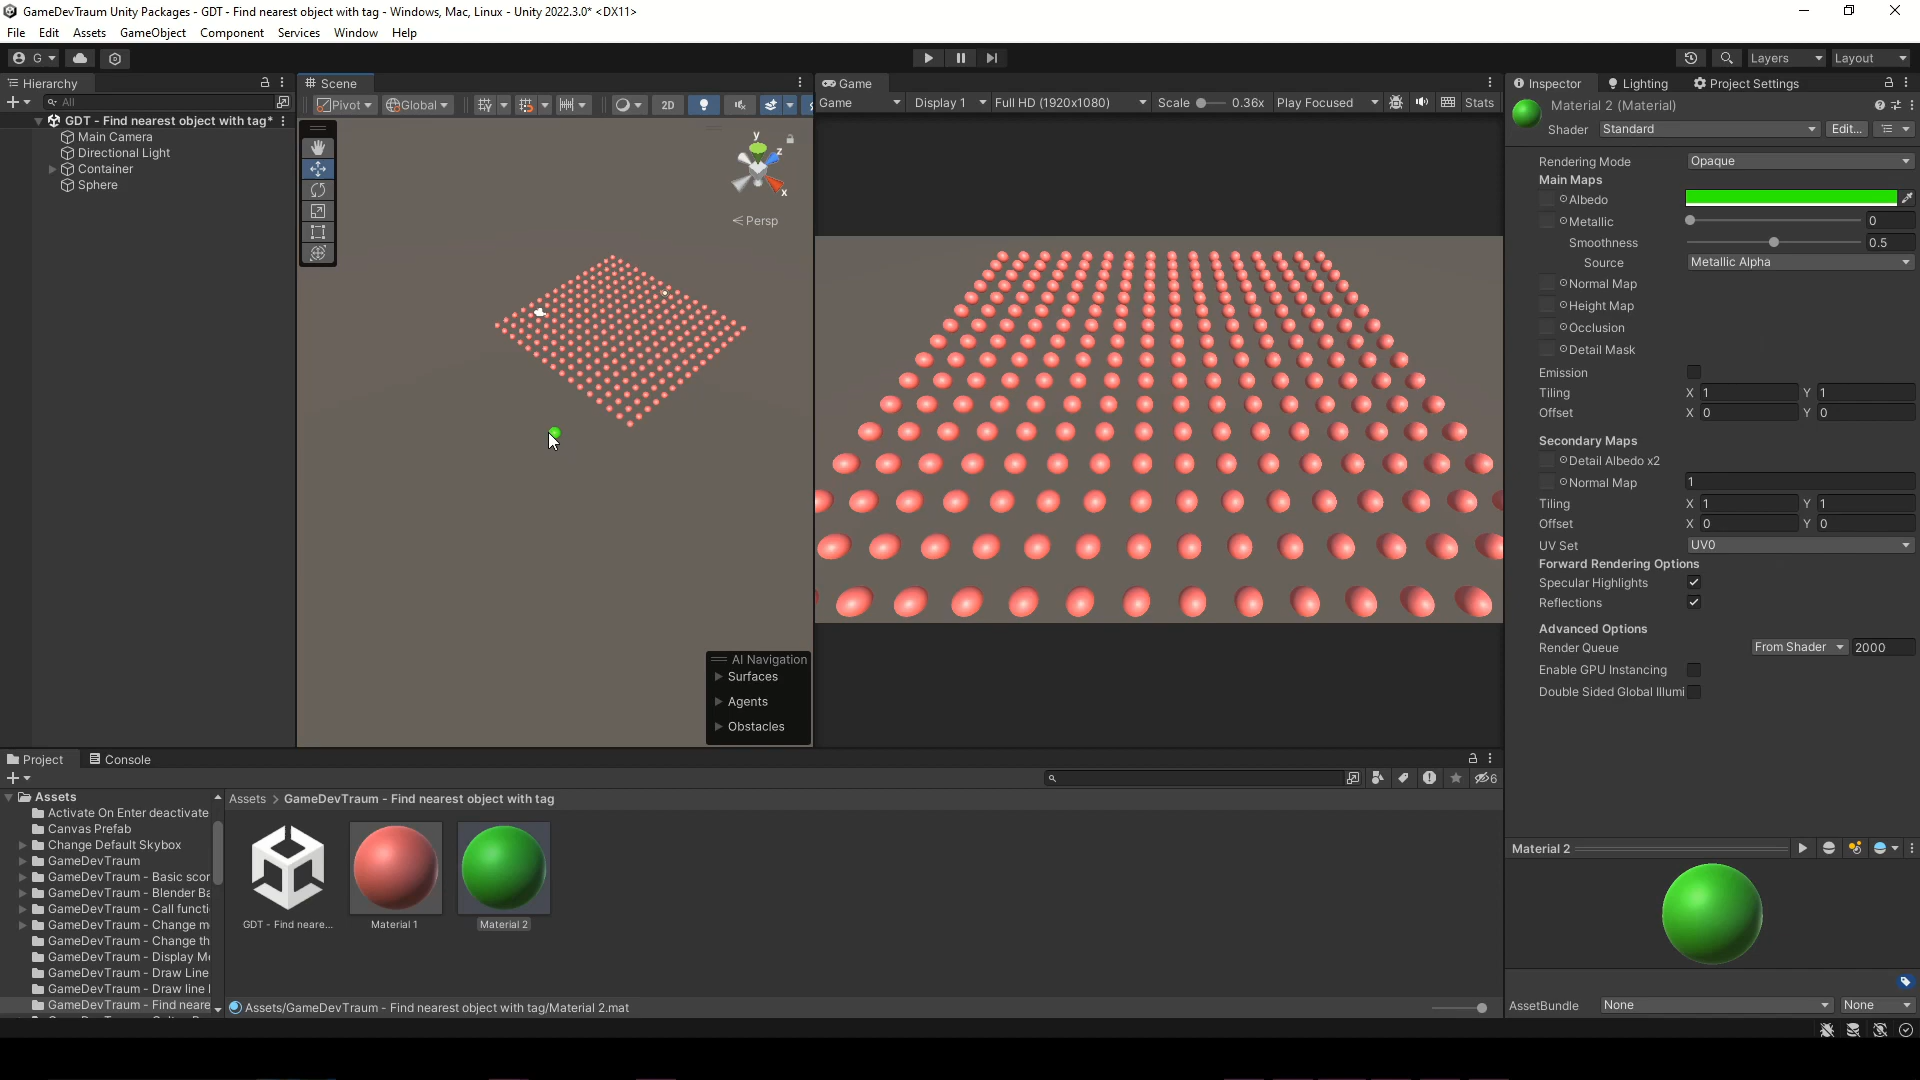 GameDevTraum Unity Packages - GDT - Find nearest object with tag - Windows, Mac, Linux - Unity 2022.3.0* <DX11>
File Edit Assets GameObject Component Services Window Help
G Layers Layout
Hierarchy Scene Game Inspector Lighting Project Settings
All Pivot Global 2D Game Display 1 Full HD (1920x1080) Scale 0.36x Play Focused Stats
Material 2 (Material)
Shader Standard Edit...
GDT - Find nearest object with tag*
Main Camera
Directional Light
Container
Sphere
y
z
x
Persp
Rendering Mode Opaque
Main Maps
Albedo
Metallic 0
Smoothness 0.5
Source Metallic Alpha
Normal Map
Height Map
Occlusion
Detail Mask
Emission
Tiling X 1 Y 1
Offset X 0 Y 0
Secondary Maps
Detail Albedo x2
Normal Map 1
Tiling X 1 Y 1
Offset X 0 Y 0
UV Set UV0
Forward Rendering Options
Specular Highlights
Reflections
Advanced Options
Render Queue From Shader 2000
Enable GPU Instancing
Double Sided Global Illumi
AI Navigation
Surfaces
Agents
Obstacles
Project Console
6
Assets
Activate On Enter deactivate
Canvas Prefab
Change Default Skybox
GameDevTraum
GameDevTraum - Basic scor
GameDevTraum - Blender Ba
GameDevTraum - Call functi
GameDevTraum - Change m
GameDevTraum - Change th
GameDevTraum - Display M
GameDevTraum - Draw Line
GameDevTraum - Draw line
GameDevTraum - Find neare
Assets > GameDevTraum - Find nearest object with tag
GDT - Find neare... Material 1 Material 2
Assets/GameDevTraum - Find nearest object with tag/Material 2.mat
Material 2
AssetBundle None None